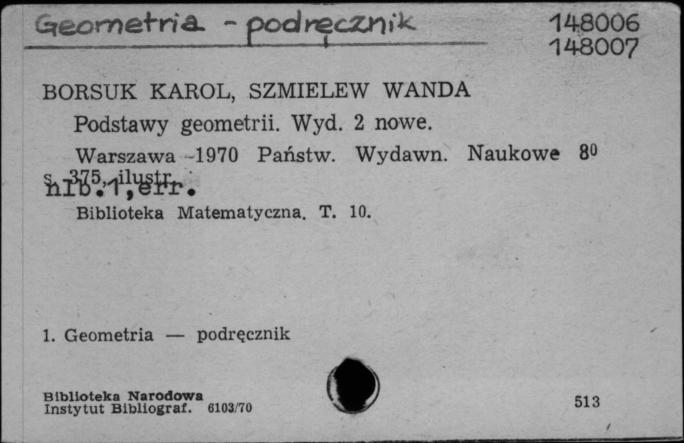 Geometria - podręcznik 148006
148007
BORSUK KAROL, SZMIELEW WANDA
Podstawy geometrii. Wyd. 2 nowe.
Warszawa 1970 Państw. Wydawn. Naukowe 8⁰
s. 375, ilustr.
nlb.1,err.
Biblioteka Matematyczna. T. 10.
1. Geometria — podręcznik
Biblioteka Narodowa
Instytut Bibliograf. 6103/70 513